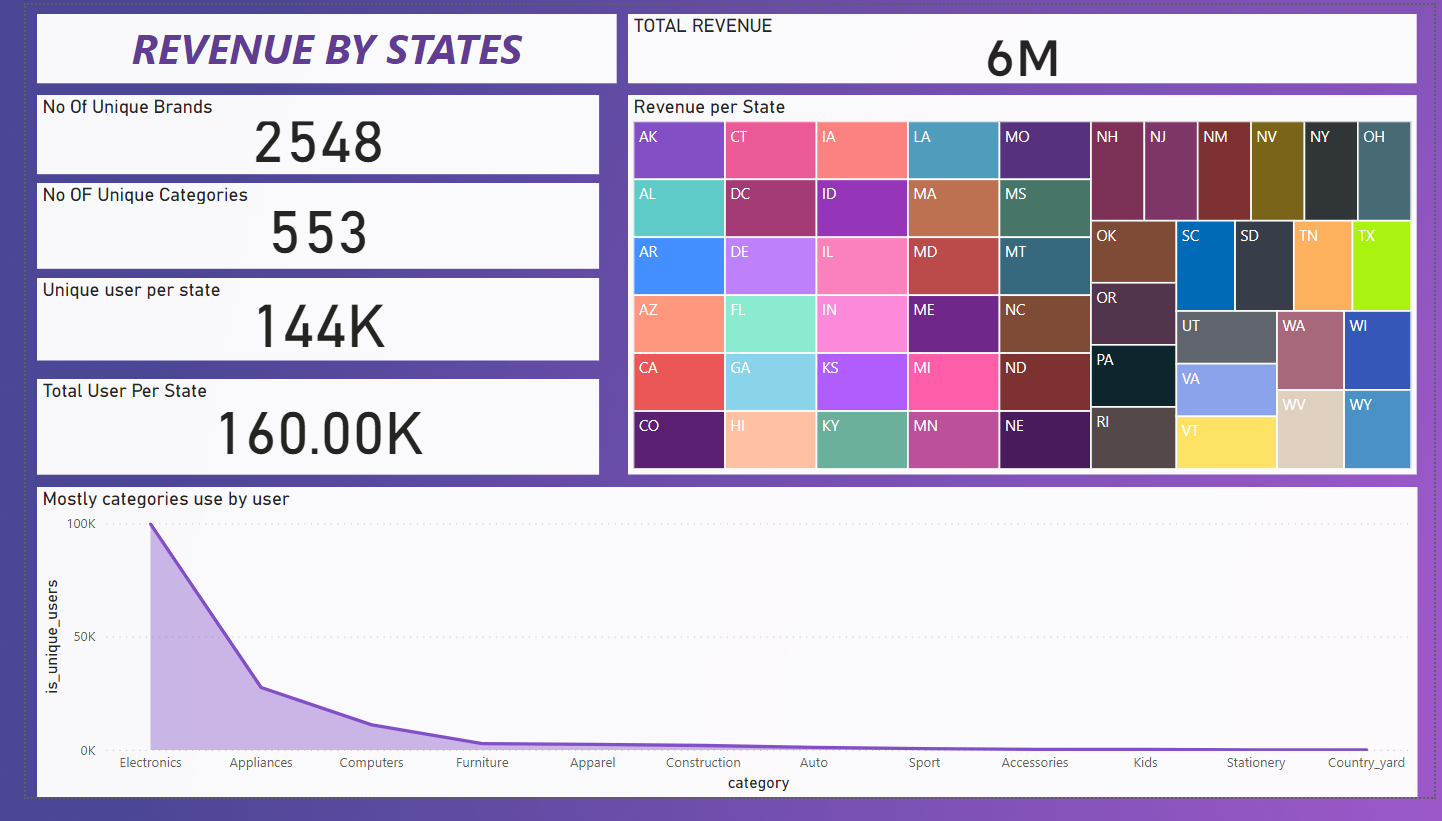 REVENUE BY STATES
TOTAL REVENUE
6M
No Of Unique Brands
2548
No OF Unique Categories
553
Unique user per state
144K
Total User Per State
160.00K
Revenue per State
AK CT IA LA MO NH NJ NM NV NY OH
AL DC ID MA MS
OK SC SD TN TX
AR DE IL MD MT
OR
AZ FL IN ME NC
UT WA WI
PA
CA GA KS MI ND
VA
WV WY
CO HI KY MN NE RI
VT
Mostly categories use by user
100K
50K
0K
is_unique_users
Electronics Appliances Computers Furniture Apparel Construction Auto Sport Accessories Kids Stationery Country_yard
category